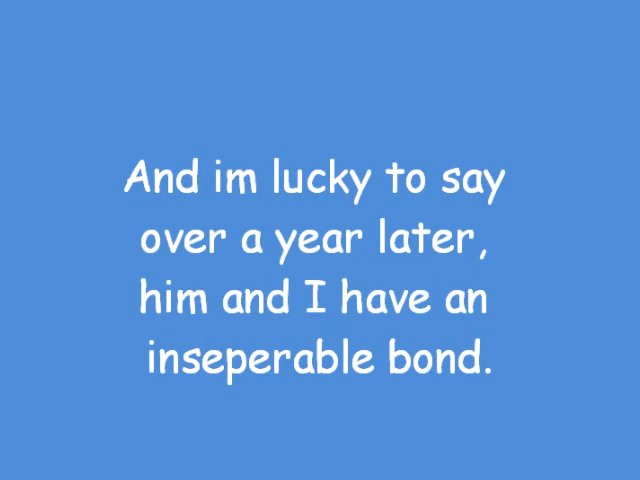 And im lucky to say
over a year later,
him and I have an
inseperable bond.